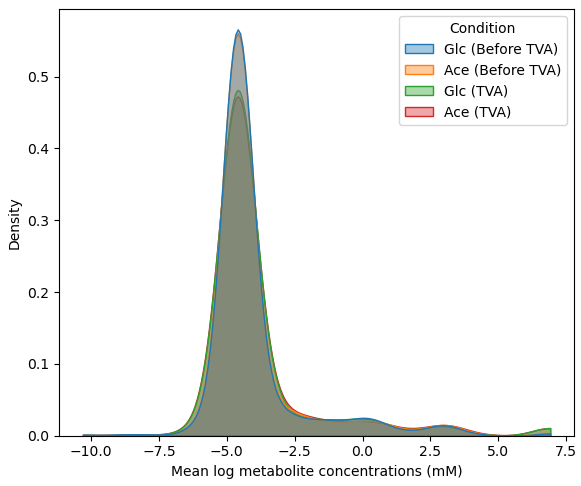 Condition
Glc (Before TVA)
Ace (Before TVA)
Glc (TVA)
Ace (TVA)
Density
0.5
0.4
0.3
0.2
0.1
0.0
−10.0 −7.5 −5.0 −2.5 0.0 2.5 5.0 7.5
Mean log metabolite concentrations (mM)